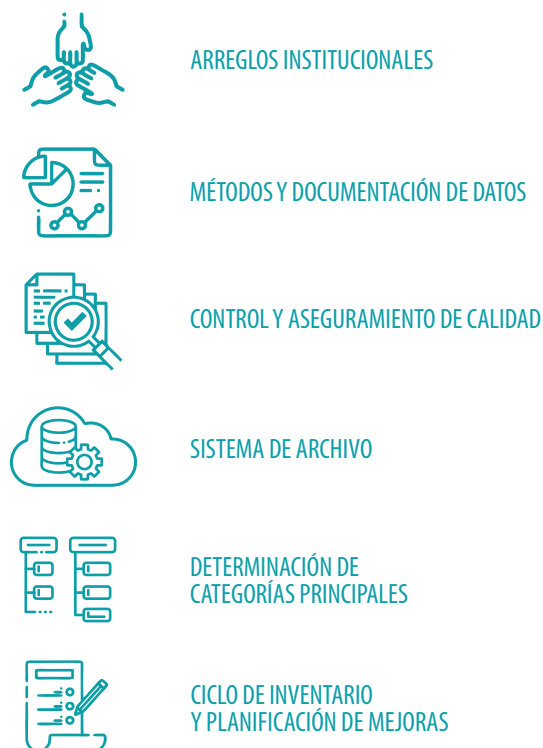 ARREGLOS INSTITUCIONALES
MÉTODOS Y DOCUMENTACIÓN DE DATOS
CONTROL Y ASEGURAMIENTO DE CALIDAD
SISTEMA DE ARCHIVO
DETERMINACIÓN DE
CATEGORÍAS PRINCIPALES
CICLO DE INVENTARIO
Y PLANIFICACIÓN DE MEJORAS